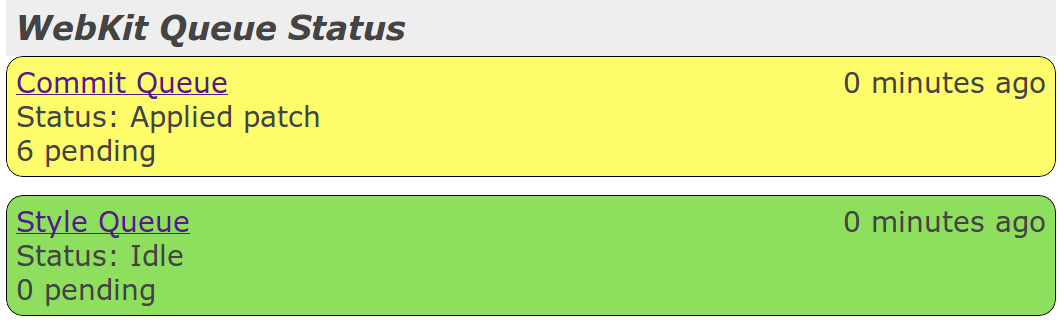 WebKit Queue Status
Commit Queue 0 minutes ago
Status: Applied patch
6 pending
Style Queue 0 minutes ago
Status: Idle
0 pending